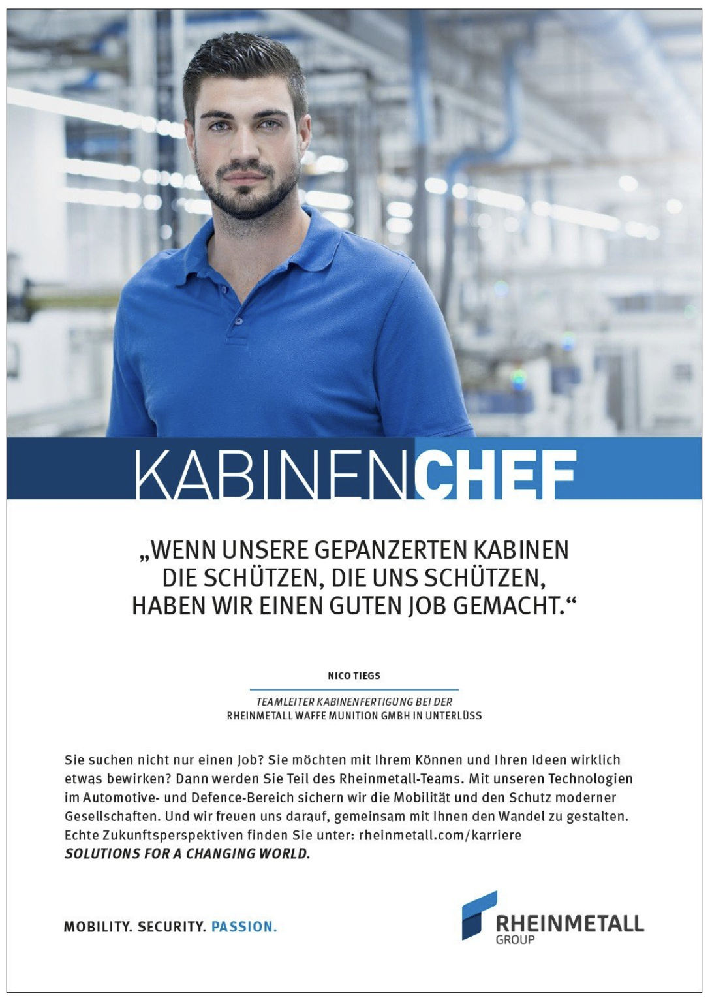 KABINENCHEF
„WENN UNSERE GEPANZERTEN KABINEN
DIE SCHÜTZEN, DIE UNS SCHÜTZEN,
HABEN WIR EINEN GUTEN JOB GEMACHT.“
NICO TIEGS
TEAMLEITER KABINENFERTIGUNG BEI DER
RHEINMETALL WAFFE MUNITION GMBH IN UNTERLÜSS
Sie suchen nicht nur einen Job? Sie möchten mit Ihrem Können und Ihren Ideen wirklich
etwas bewirken? Dann werden Sie Teil des Rheinmetall-Teams. Mit unseren Technologien
im Automotive- und Defence-Bereich sichern wir die Mobilität und den Schutz moderner
Gesellschaften. Und wir freuen uns darauf, gemeinsam mit Ihnen den Wandel zu gestalten.
Echte Zukunftsperspektiven finden Sie unter: rheinmetall.com/karriere
SOLUTIONS FOR A CHANGING WORLD.
MOBILITY. SECURITY. PASSION.
RHEINMETALL
GROUP